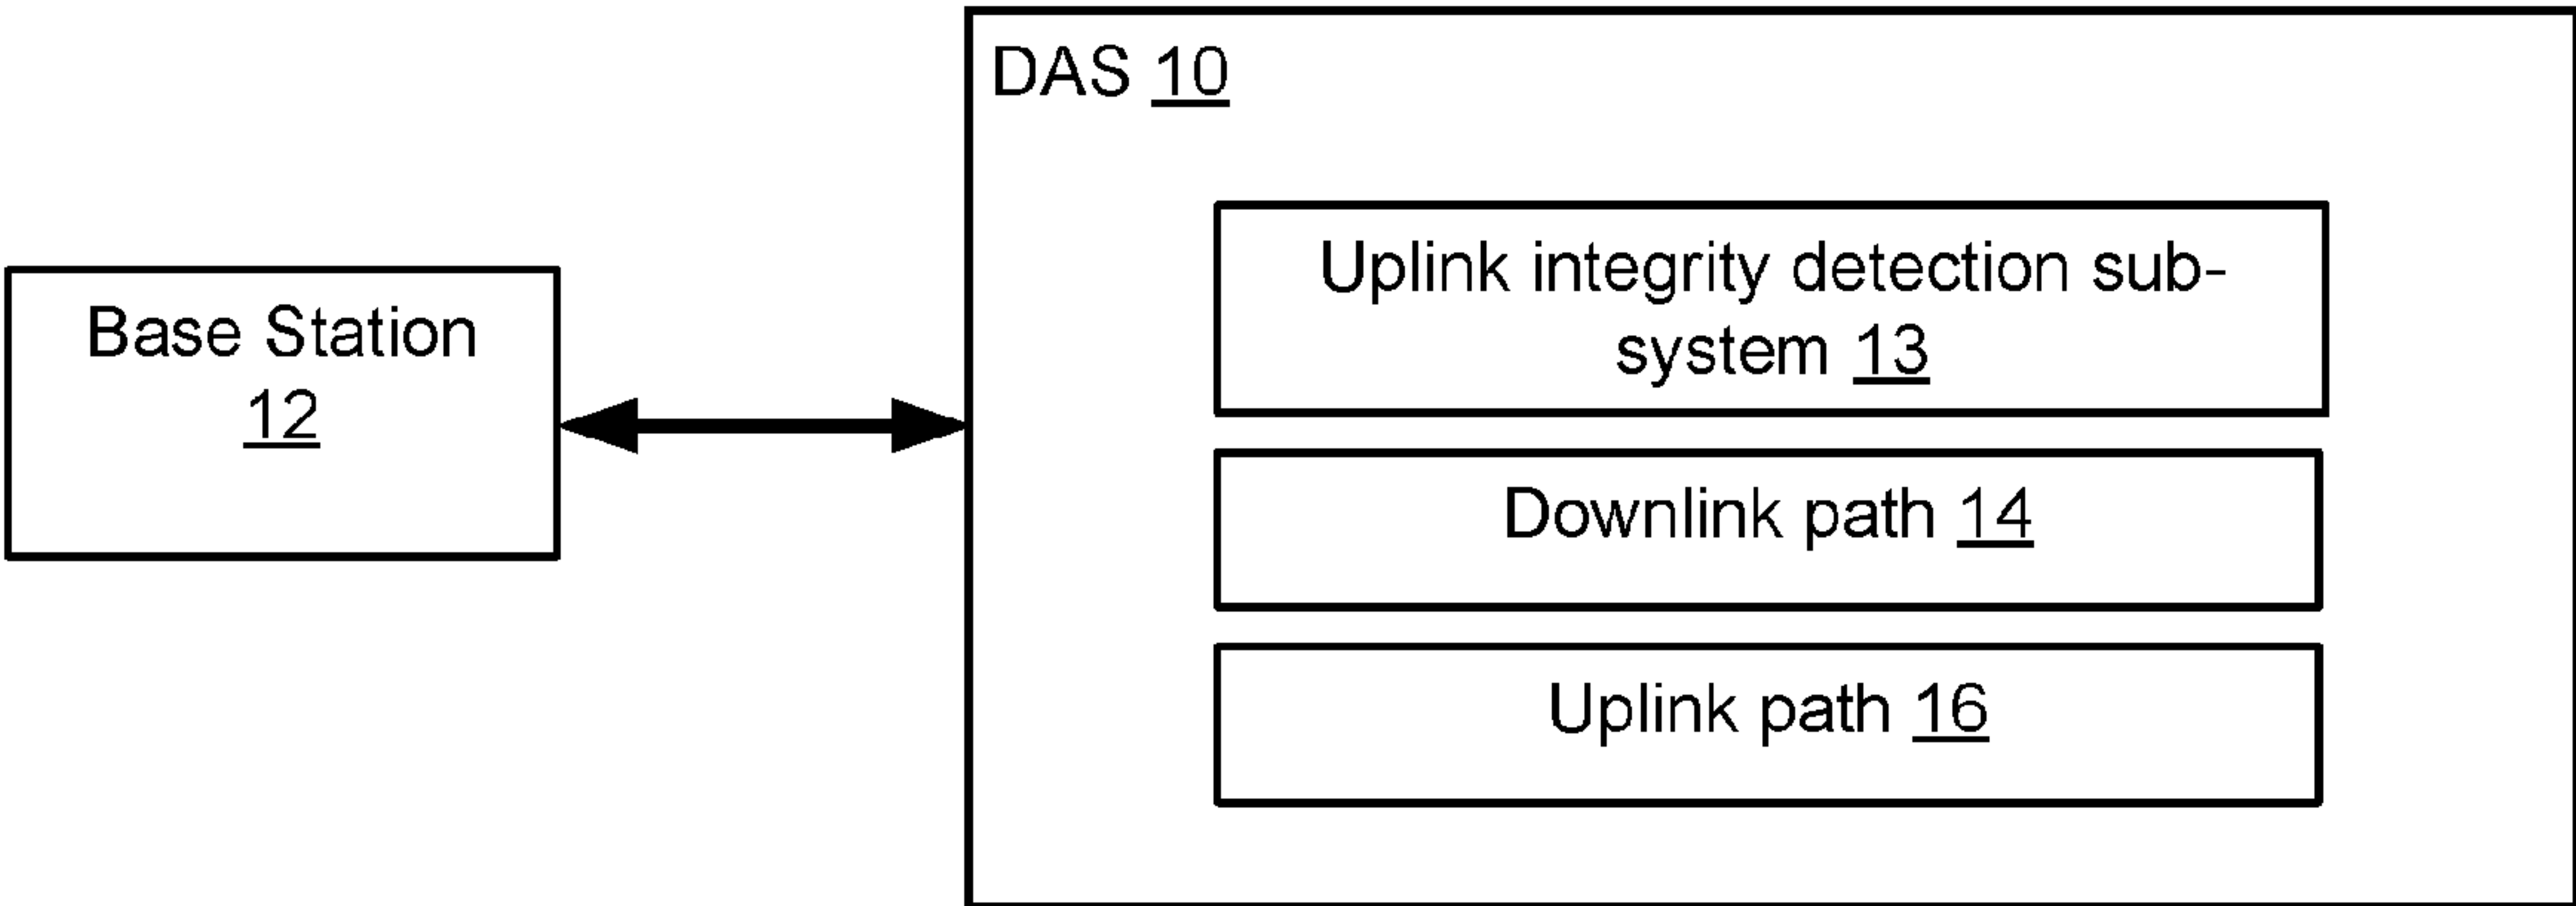 DAS 10
Uplink integrity detection sub-
system 13
Base Station
12
Downlink path 14
Uplink path 16